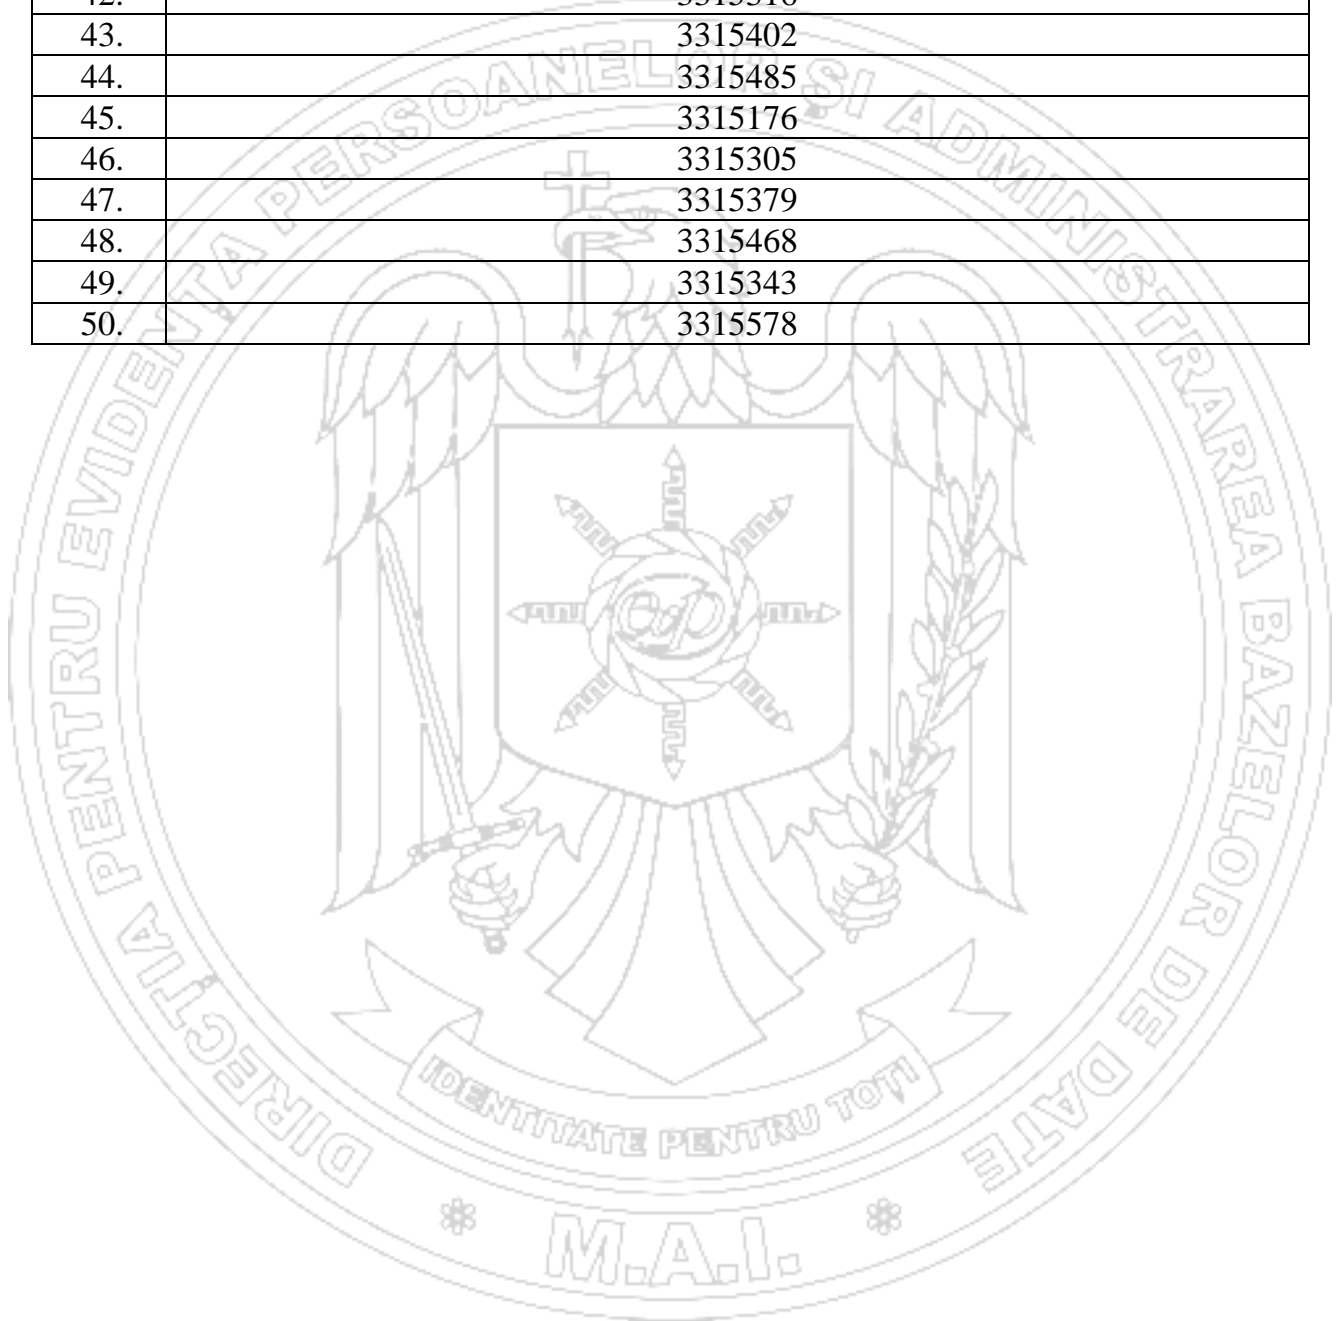 43. 3315402
44. 3315485
45. 3315176
46. 3315305
47. 3315379
48. 3315468
49. 3315343
50. 3315578
DIRECȚIA PENTRU EVIDENȚA PERSOANELOR ȘI ADMINISTRAREA BAZELOR DE DATE
IDENTITATE PENTRU TOȚI
* M.A.I. *